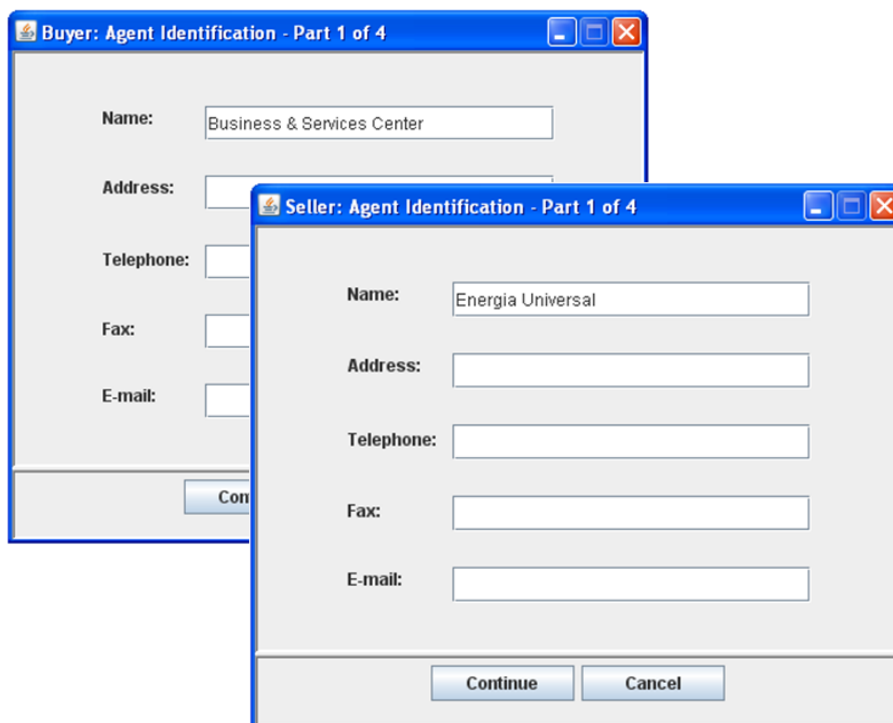 Buyer: Agent Identification - Part 1 of 4
Name:
Business & Services Center
Address:
Telephone:
Fax:
E-mail:
Seller: Agent Identification - Part 1 of 4
Name:
Energia Universal
Address:
Telephone:
Fax:
E-mail:
Continue
Cancel